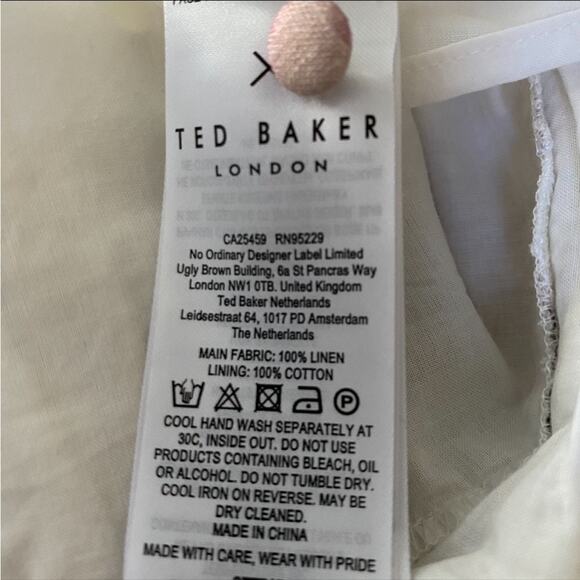 TED BAKER
LONDON
CA25459 RN95229
No Ordinary Designer Label Limited
Ugly Brown Building, 6a St Pancras Way
London NW1 0TB. United Kingdom
Ted Baker Netherlands
Leidsestraat 64, 1017 PD Amsterdam
The Netherlands
MAIN FABRIC: 100% LINEN
LINING: 100% COTTON
P
COOL HAND WASH SEPARATELY AT
30C, INSIDE OUT. DO NOT USE
PRODUCTS CONTAINING BLEACH, OIL
OR ALCOHOL. DO NOT TUMBLE DRY.
COOL IRON ON REVERSE. MAY BE
DRY CLEANED.
MADE IN CHINA
MADE WITH CARE, WEAR WITH PRIDE